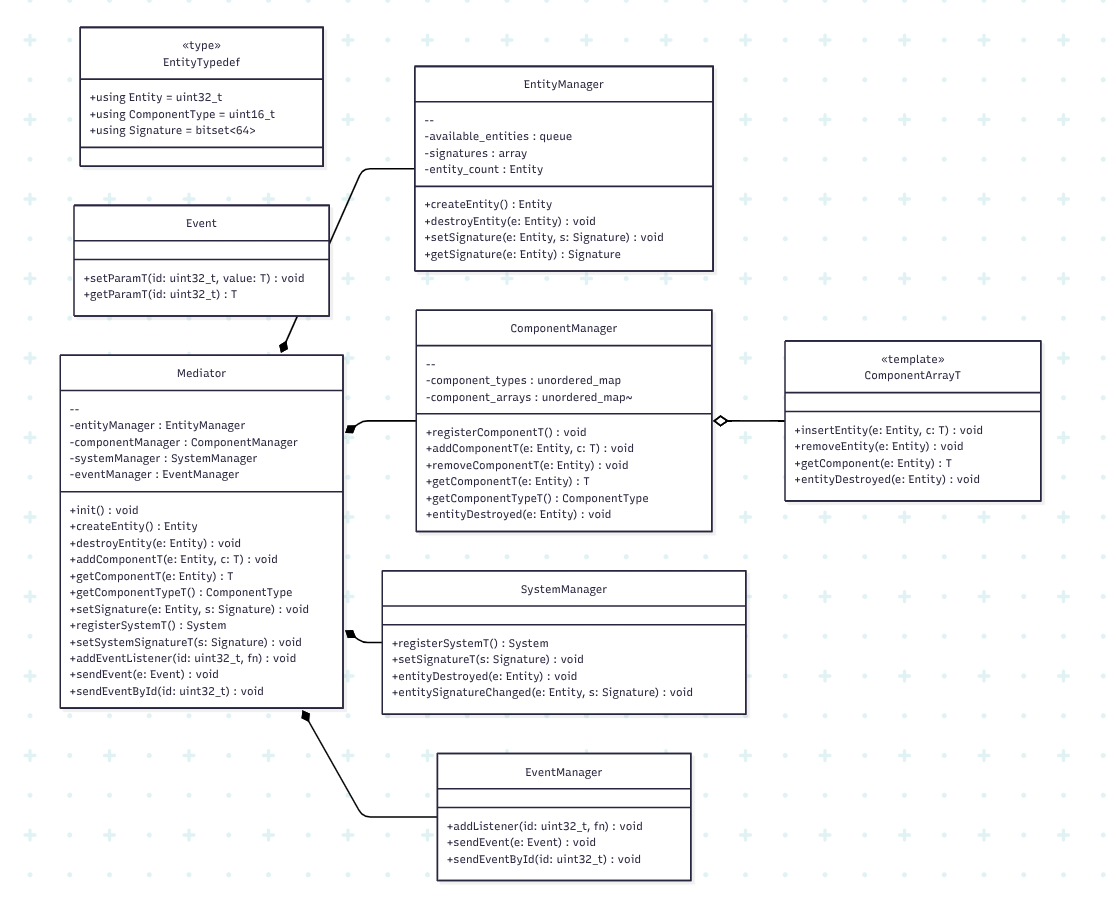 «type»
EntityTypedef
+using Entity = uint32_t
+using ComponentType = uint16_t
+using Signature = bitset<64>
EntityManager
--
-available_entities : queue
-signatures : array
-entity_count : Entity
+createEntity() : Entity
+destroyEntity(e: Entity) : void
+setSignature(e: Entity, s: Signature) : void
+getSignature(e: Entity) : Signature
Event
+setParamT(id: uint32_t, value: T) : void
+getParamT(id: uint32_t) : T
ComponentManager
--
-component_types : unordered_map
-component_arrays : unordered_map~
+registerComponentT() : void
+addComponentT(e: Entity, c: T) : void
+removeComponentT(e: Entity) : void
+getComponentT(e: Entity) : T
+getComponentTypeT() : ComponentType
+entityDestroyed(e: Entity) : void
«template»
ComponentArrayT
+insertEntity(e: Entity, c: T) : void
+removeEntity(e: Entity) : void
+getComponent(e: Entity) : T
+entityDestroyed(e: Entity) : void
Mediator
--
-entityManager : EntityManager
-componentManager : ComponentManager
-systemManager : SystemManager
-eventManager : EventManager
+init() : void
+createEntity() : Entity
+destroyEntity(e: Entity) : void
+addComponentT(e: Entity, c: T) : void
+getComponentT(e: Entity) : T
+getComponentTypeT() : ComponentType
+setSignature(e: Entity, s: Signature) : void
+registerSystemT() : System
+setSystemSignatureT(s: Signature) : void
+addEventListener(id: uint32_t, fn) : void
+sendEvent(e: Event) : void
+sendEventById(id: uint32_t) : void
SystemManager
+registerSystemT() : System
+setSignatureT(s: Signature) : void
+entityDestroyed(e: Entity) : void
+entitySignatureChanged(e: Entity, s: Signature) : void
EventManager
+addListener(id: uint32_t, fn) : void
+sendEvent(e: Event) : void
+sendEventById(id: uint32_t) : void